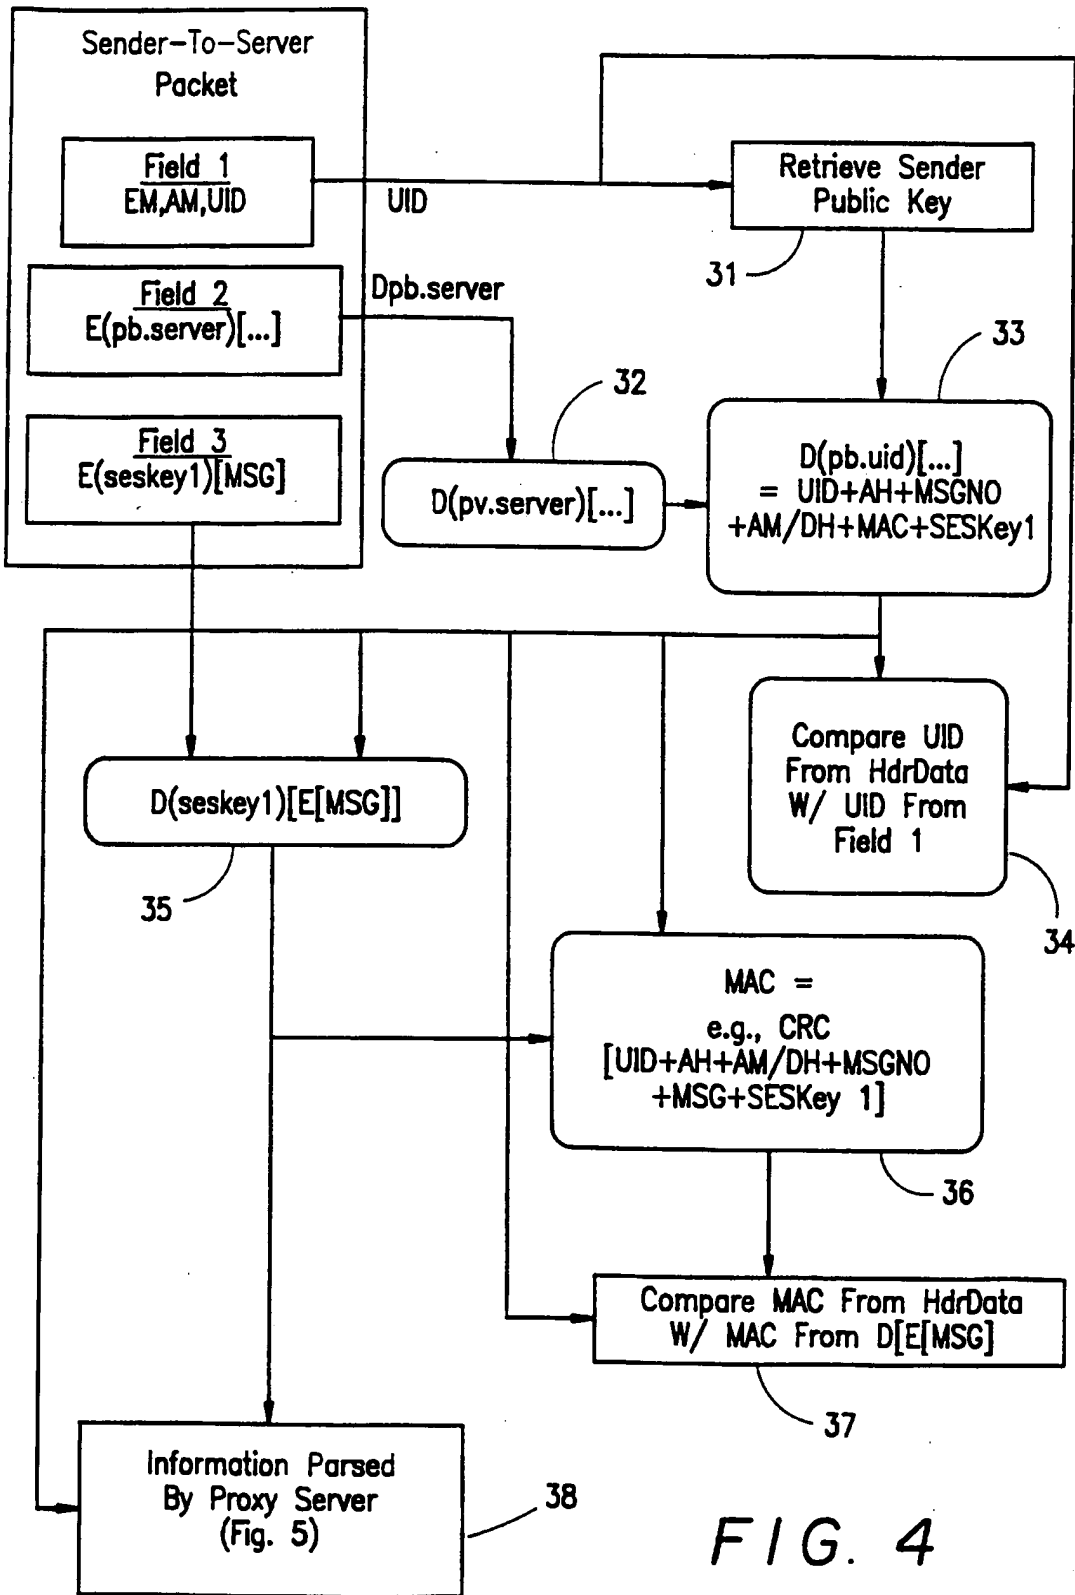 Sender-To-Server
Packet
Field 1
EM,AM,UID
UID
Retrieve Sender
Public Key
31
Field 2
E(pb.server)[...]
Dpb.server
32
33
Field 3
E(seskey1)[MSG]
D(pv.server)[...]
D(pb.uid)[...]
= UID+AH+MSGNO
+AM/DH+MAC+SESKey1
Compare UID
From HdrData
W/ UID From
Field 1
34
D(seskey1)[E[MSG]]
35
MAC =
e.g., CRC
[UID+AH+AM/DH+MSGNO
+MSG+SESKey 1]
36
Compare MAC From HdrData
W/ MAC From D[E[MSG]
37
Information Parsed
By Proxy Server
(Fig. 5)
38
FIG. 4